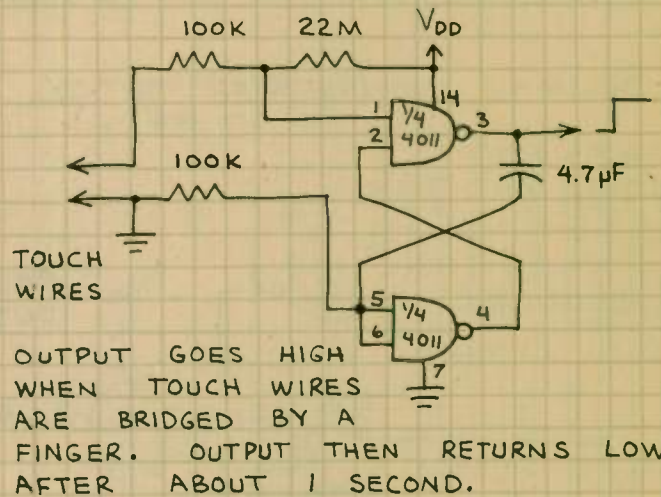 100K 22M VDD
14
1 1/4 3
2 4011
100K 4.7µF
TOUCH
WIRES
5 1/4 4
6 4011
7
OUTPUT GOES HIGH
WHEN TOUCH WIRES
ARE BRIDGED BY A
FINGER. OUTPUT THEN RETURNS LOW
AFTER ABOUT 1 SECOND.